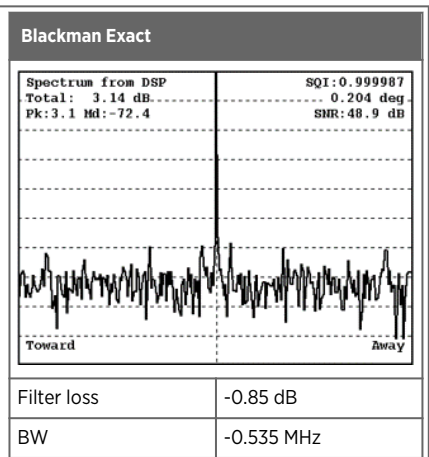 Blackman Exact
Spectrum from DSP SQI:0.999987
Total: 3.14 dB 0.204 deg
Pk:3.1 Md:-72.4 SNR:48.9 dB
Toward Away
Filter loss -0.85 dB
BW -0.535 MHz